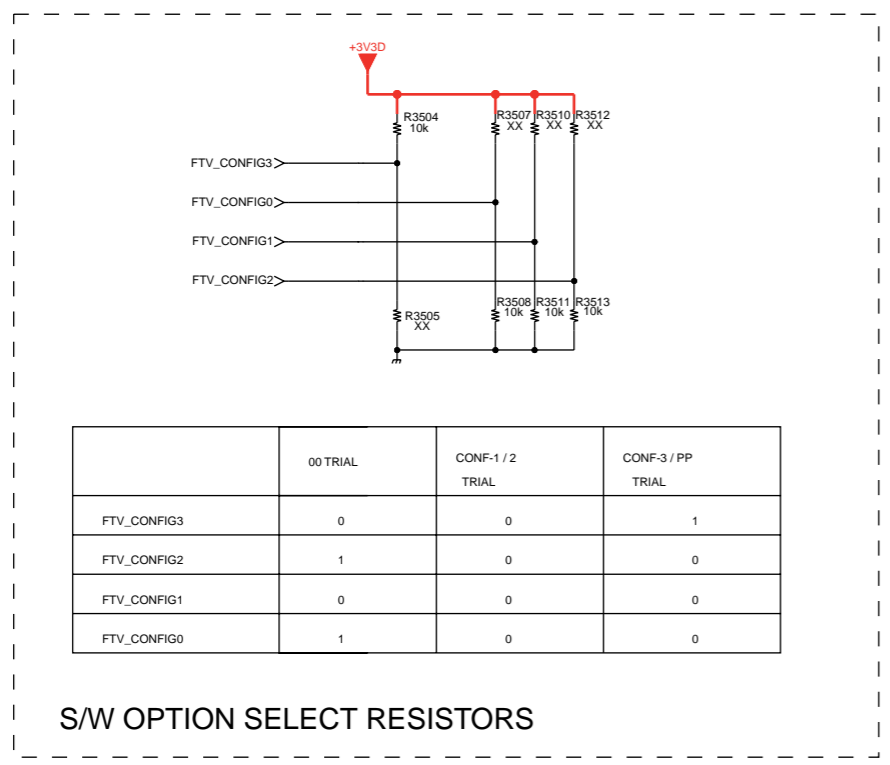 +3V3D
R3504
10k
R3507
XX
R3510
XX
R3512
XX
FTV_CONFIG3
FTV_CONFIG0
FTV_CONFIG1
FTV_CONFIG2
R3505
XX
R3508
10k
R3511
10k
R3513
10k
00 TRIAL
CONF-1 / 2
TRIAL
CONF-3 / PP
TRIAL
FTV_CONFIG3 0 0 1
FTV_CONFIG2 1 0 0
FTV_CONFIG1 0 0 0
FTV_CONFIG0 1 0 0
S/W OPTION SELECT RESISTORS